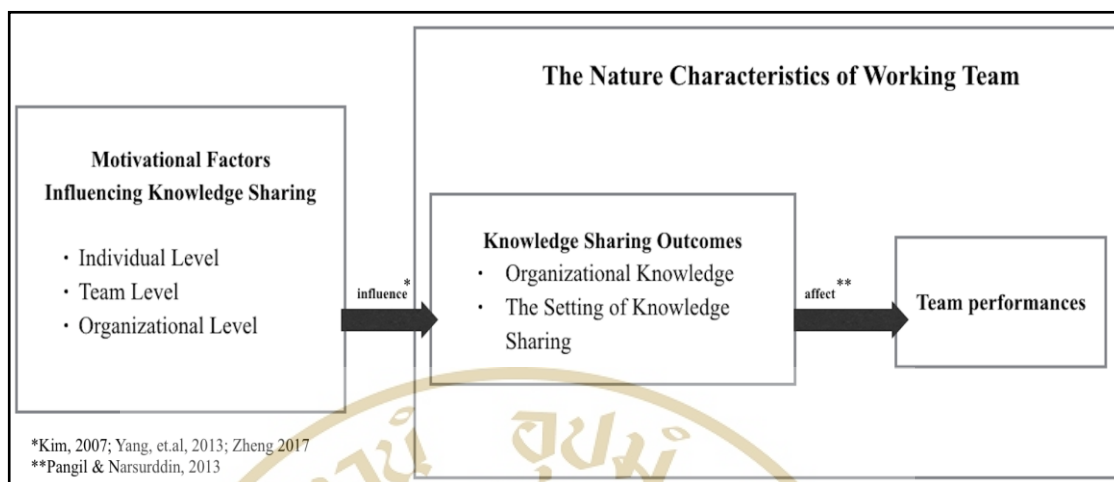 The Nature Characteristics of Working Team
Motivational Factors
Influencing Knowledge Sharing
· Individual Level
· Team Level
· Organizational Level
influence*
Knowledge Sharing Outcomes
· Organizational Knowledge
· The Setting of Knowledge
Sharing
affect**
Team performances
*Kim, 2007; Yang, et.al, 2013; Zheng 2017
**Pangil & Narsurddin, 2013